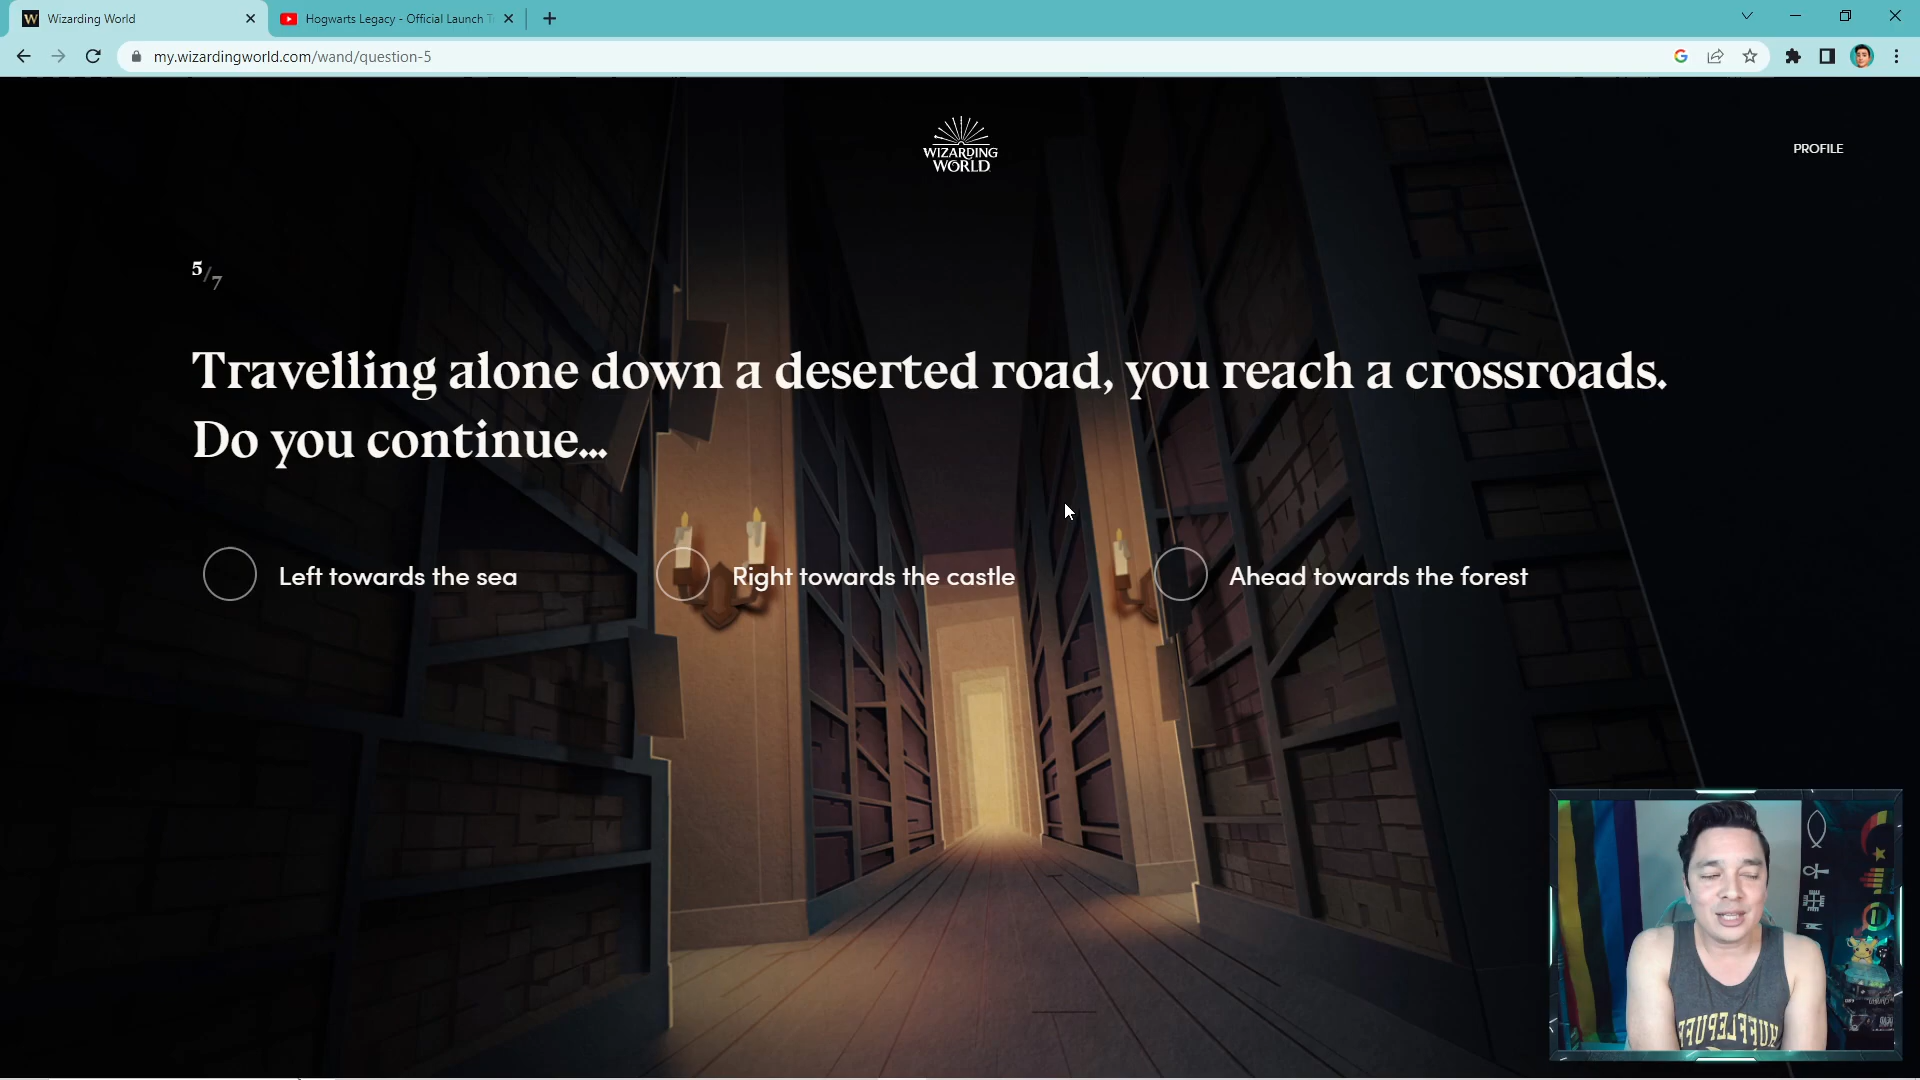 Wizarding World
Hogwarts Legacy - Official Launch T
my.wizardingworld.com/wand/question-5
WIZARDING
WORLD
PROFILE
5/7
Travelling alone down a deserted road, you reach a crossroads.
Do you continue...
Left towards the sea
Right towards the castle
Ahead towards the forest
HUFFLEPUFF